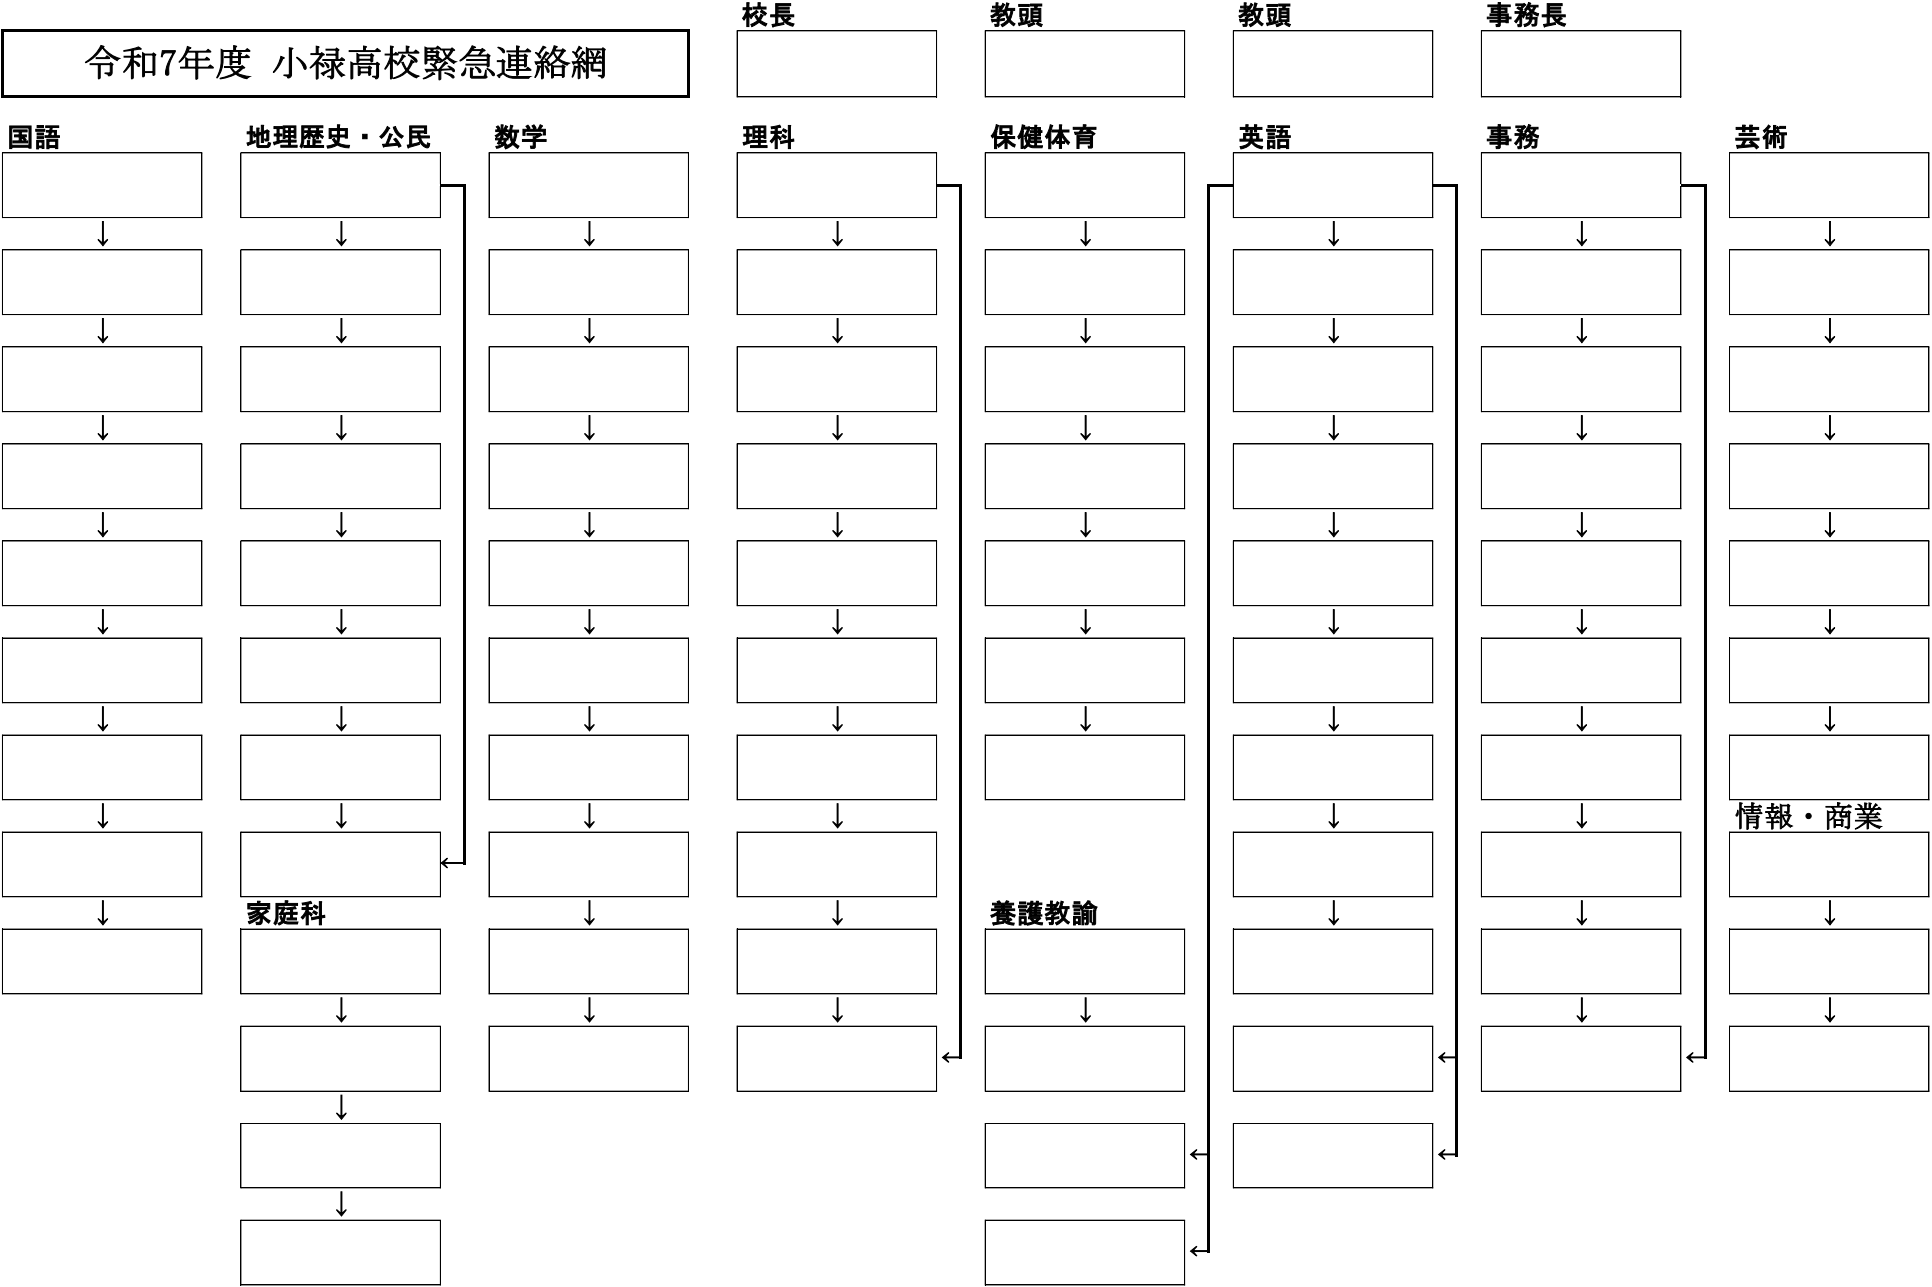 校長
教頭
教頭
事務長
令和7年度 小禄高校緊急連絡網
国語
地理歴史・公民
数学
理科
保健体育
英語
事務
芸術
情報・商業
家庭科
養護教諭